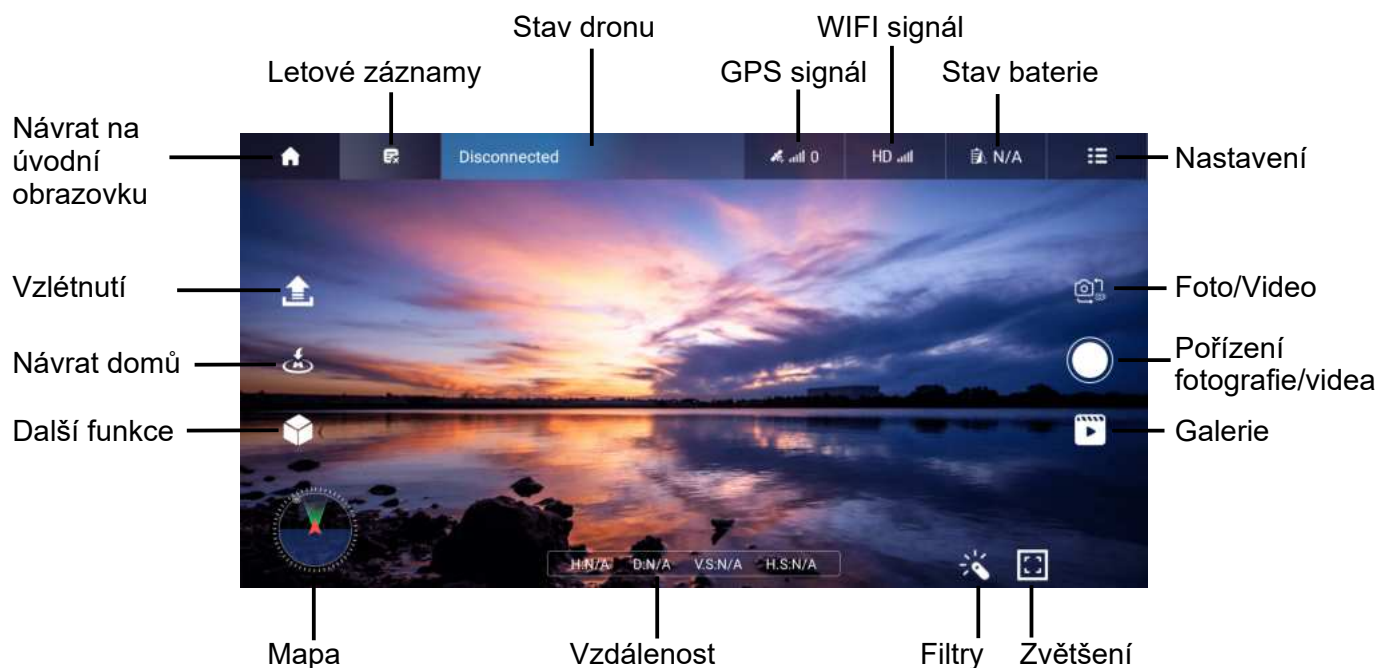 Stav dronu
WIFI signál
Letové záznamy
GPS signál
Stav baterie
Návrat na
úvodní
obrazovku
Disconnected
0
HD
N/A
Nastavení
Vzlétnutí
Foto/Video
Návrat domů
Pořízení
fotografie/videa
Další funkce
Galerie
H:N/A D:N/A V.S:N/A H.S:N/A
Mapa
Vzdálenost
Filtry
Zvětšení